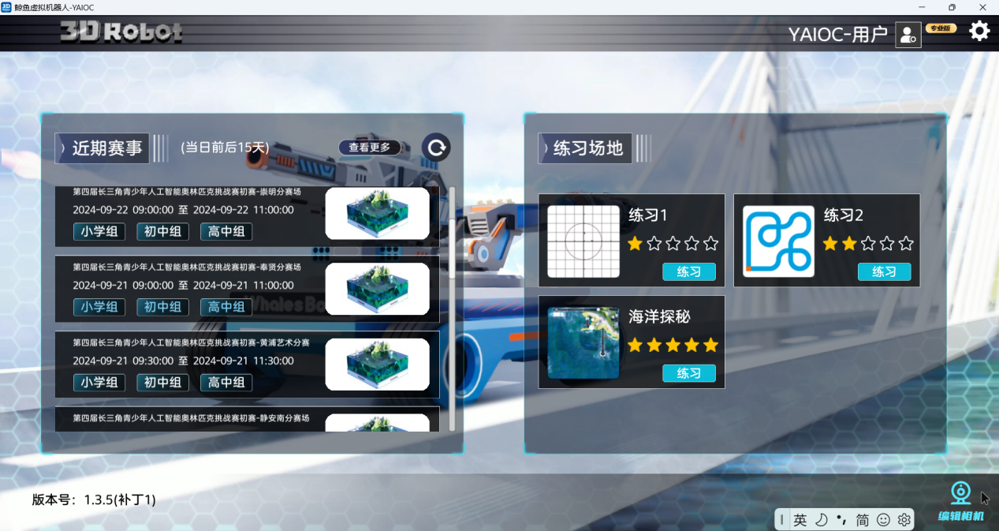 鲸鱼虚拟机器人-YAIOC
3D Robot
YAIOC-用户
专业版
近期赛事
(当日前后15天)
查看更多
第四届长三角青少年人工智能奥林匹克挑战赛初赛-崇明分赛场
2024-09-22 09:00:00 至 2024-09-22 11:00:00
小学组 初中组 高中组
第四届长三角青少年人工智能奥林匹克挑战赛初赛-奉贤分赛场
2024-09-21 09:00:00 至 2024-09-21 11:00:00
小学组 初中组 高中组
第四届长三角青少年人工智能奥林匹克挑战赛初赛-黄浦艺术分赛
2024-09-21 09:30:00 至 2024-09-21 11:30:00
小学组 初中组 高中组
第四届长三角青少年人工智能奥林匹克挑战赛初赛-静安南分赛场
练习场地
练习1
练习
练习2
练习
海洋探秘
练习
版本号：1.3.5(补丁1)
英 简
编辑相机